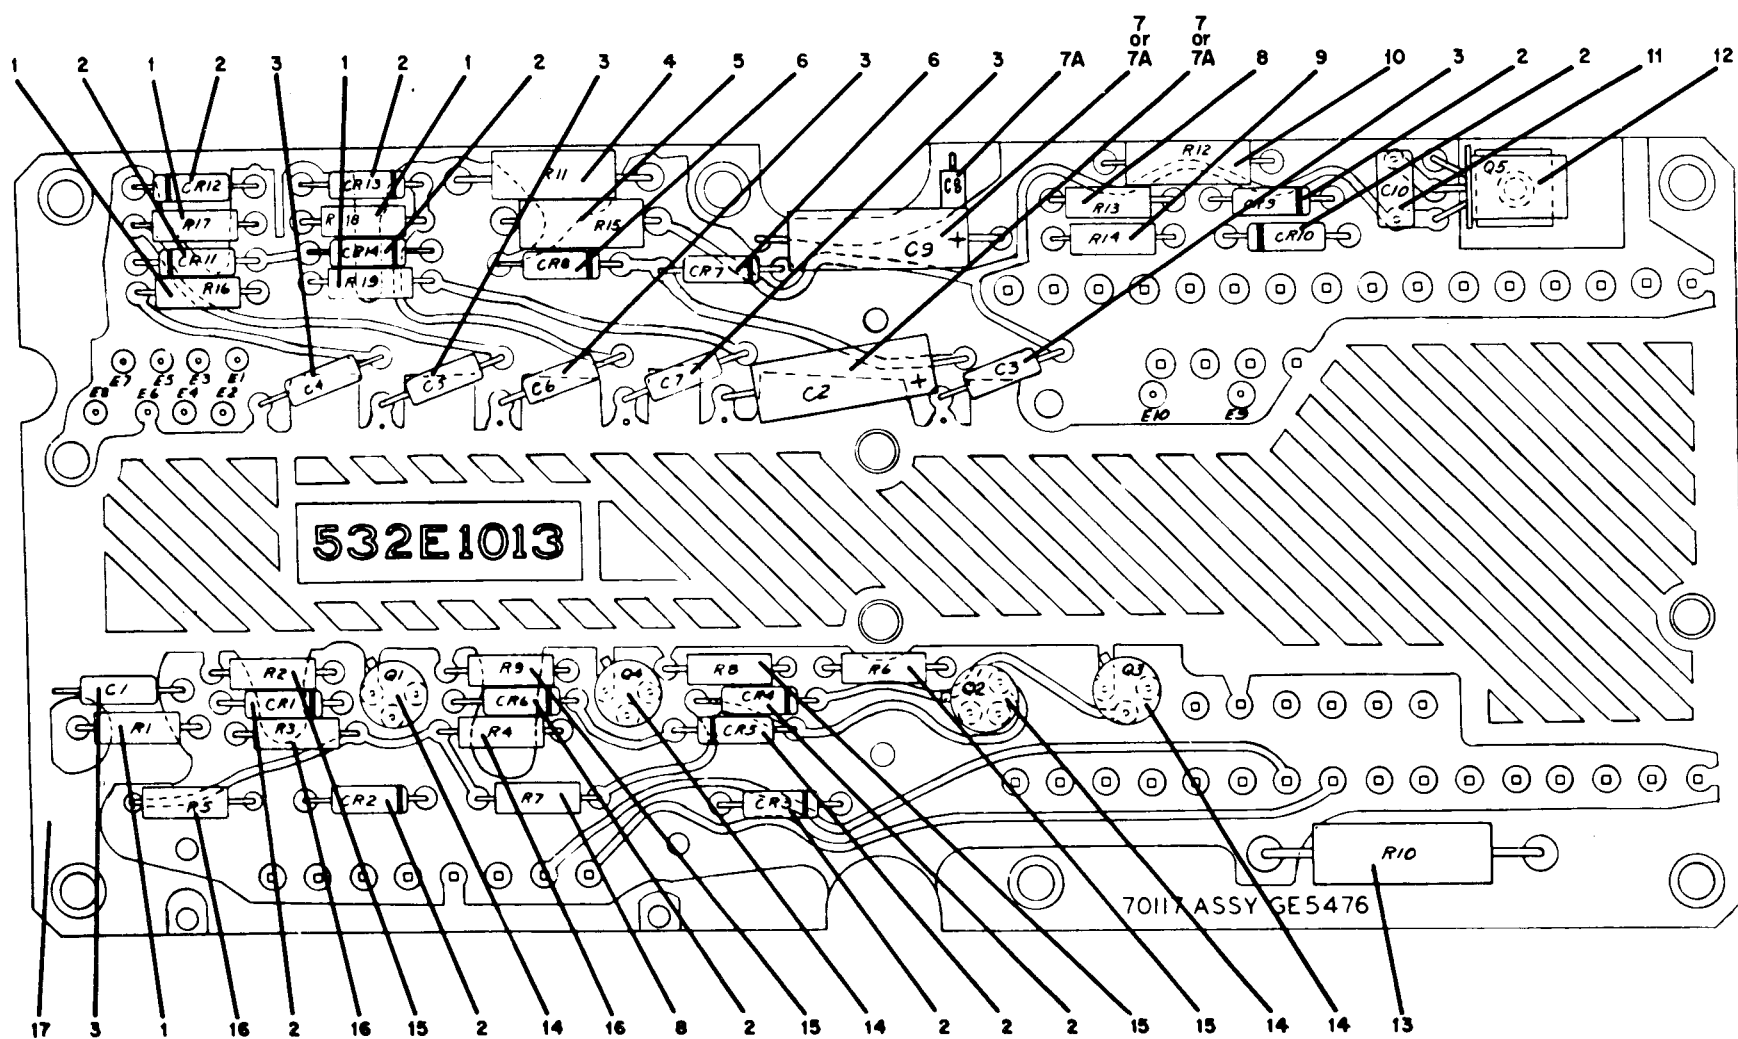 7 7
or or
1 2 1 2 3 1 2 1 2 3 4 5 6 3 6 3 7A 7A 7A 8 9 10 3 2 2 11 12
R12
CR12 CR13 R11 C8 C10 Q5
R17 R18 R15 R13 CR9
CR11 CR14 CR8 CR7 C9 + R14 CR10
R16 R19
E7 E5 E3 E1
C4 C5 C6 C7 C2 + C3
E8 E6 E4 E2 E10 E9
532E1013
R2 Q1 R9 Q4 R8 R6 Q2 Q3
C1 CR1 CR6 CR4
R1 R3 R4 CR5
R5 CR2 R7 CR3
R10
70117 ASSY GE5476
17 3 1 16 2 16 15 2 14 16 8 2 15 14 2 2 2 15 15 14 14 13